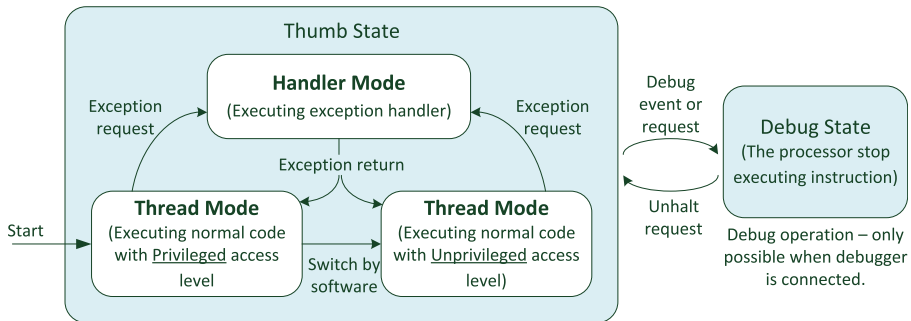 Thumb State
Handler Mode
(Executing exception handler)
Exception
request
Exception
request
Exception return
Start
Thread Mode
(Executing normal code
with Privileged access
level
Switch by
software
Thread Mode
(Executing normal code
with Unprivileged access
level)
Debug
event or
request
Unhalt
request
Debug State
(The processor stop
executing instruction)
Debug operation – only
possible when debugger
is connected.